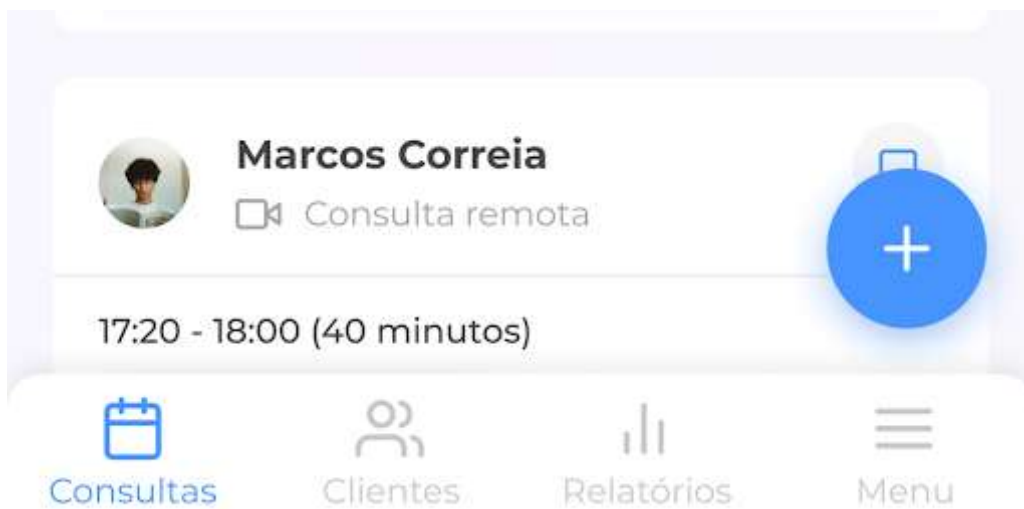 Marcos Correia
Consulta remota
17:20 - 18:00 (40 minutos)
Consultas Clientes Relatórios Menu